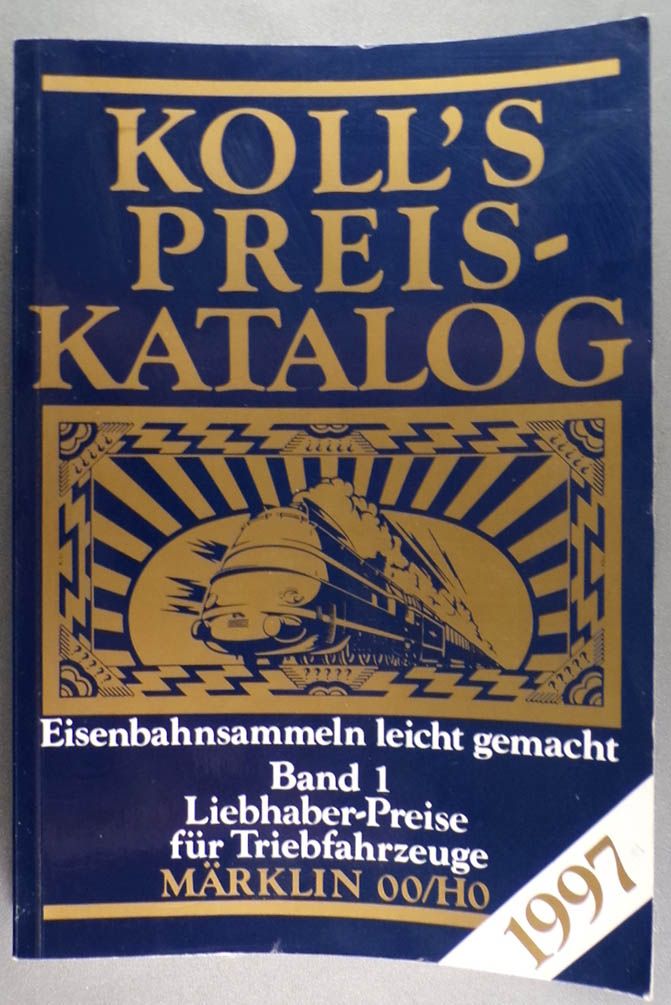 KOLL'S
PREIS-
KATALOG
Eisenbahnsammeln leicht gemacht
Band 1
Liebhaber-Preise
für Triebfahrzeuge
MÄRKLIN 00/H0
1997